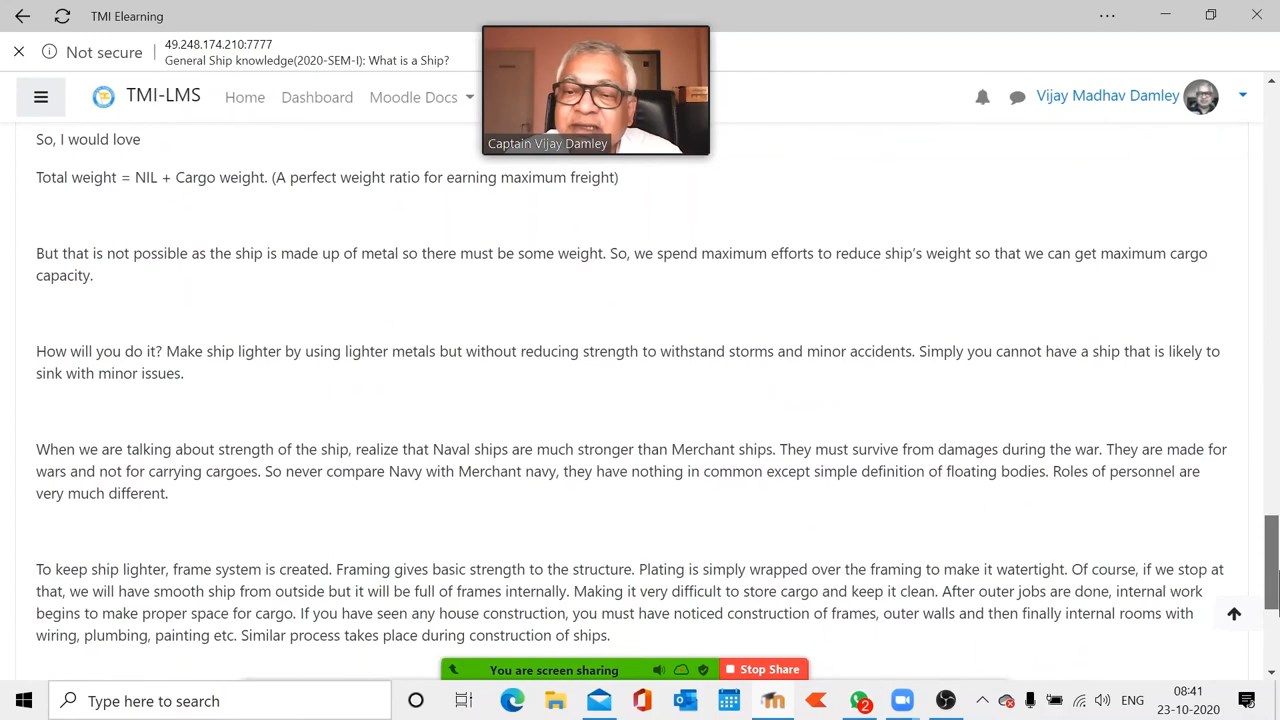 TMI Elearning
Not secure
49.248.174.210:7777
General Ship knowledge(2020-SEM-I): What is a Ship?
TMI-LMS
Home
Dashboard
Moodle Docs
Vijay Madhav Damley
Captain Vijay Damley
So, I would love
Total weight = NIL + Cargo weight. (A perfect weight ratio for earning maximum freight)
But that is not possible as the ship is made up of metal so there must be some weight. So, we spend maximum efforts to reduce ship's weight so that we can get maximum cargo
capacity.
How will you do it? Make ship lighter by using lighter metals but without reducing strength to withstand storms and minor accidents. Simply you cannot have a ship that is likely to
sink with minor issues.
When we are talking about strength of the ship, realize that Naval ships are much stronger than Merchant ships. They must survive from damages during the war. They are made for
wars and not for carrying cargoes. So never compare Navy with Merchant navy, they have nothing in common except simple definition of floating bodies. Roles of personnel are
very much different.
To keep ship lighter, frame system is created. Framing gives basic strength to the structure. Plating is simply wrapped over the framing to make it watertight. Of course, if we stop at
that, we will have smooth ship from outside but it will be full of frames internally. Making it very difficult to store cargo and keep it clean. After outer jobs are done, internal work
begins to make proper space for cargo. If you have seen any house construction, you must have noticed construction of frames, outer walls and then finally internal rooms with
wiring, plumbing, painting etc. Similar process takes place during construction of ships.
You are screen sharing
Stop Share
Type here to search
2
ENG
08:41
23-10-2020